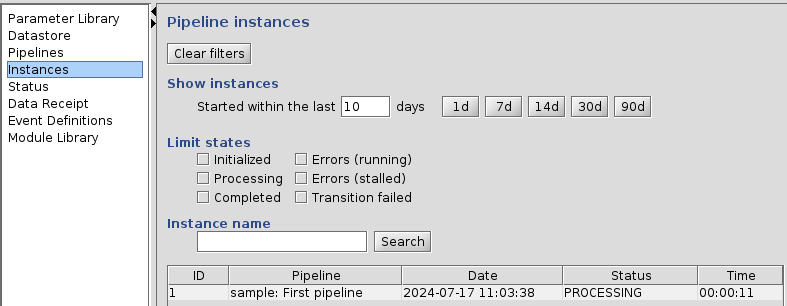 Parameter Library
Datastore
Pipelines
Instances
Status
Data Receipt
Event Definitions
Module Library
Pipeline instances
Clear filters
Show instances
Started within the last 10 days 1d 7d 14d 30d 90d
Limit states
Initialized Errors (running)
Processing Errors (stalled)
Completed Transition failed
Instance name
Search
ID Pipeline Date Status Time
1 sample: First pipeline 2024-07-17 11:03:38 PROCESSING 00:00:11